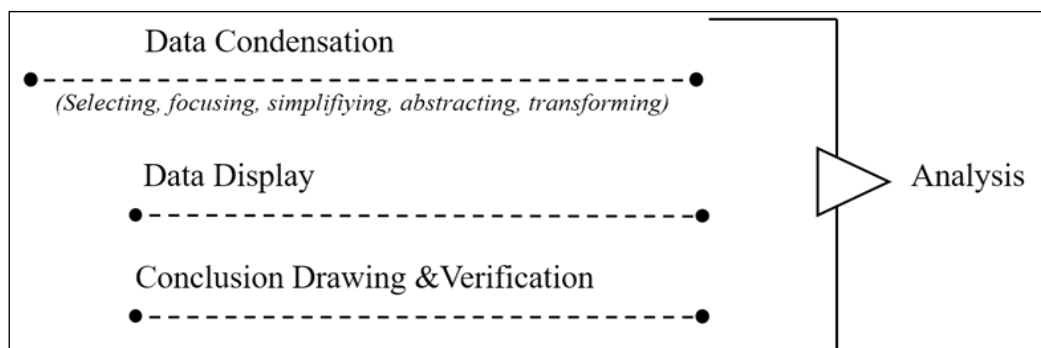 Data Condensation
(Selecting, focusing, simplifiying, abstracting, transforming)
Data Display
Analysis
Conclusion Drawing &Verification